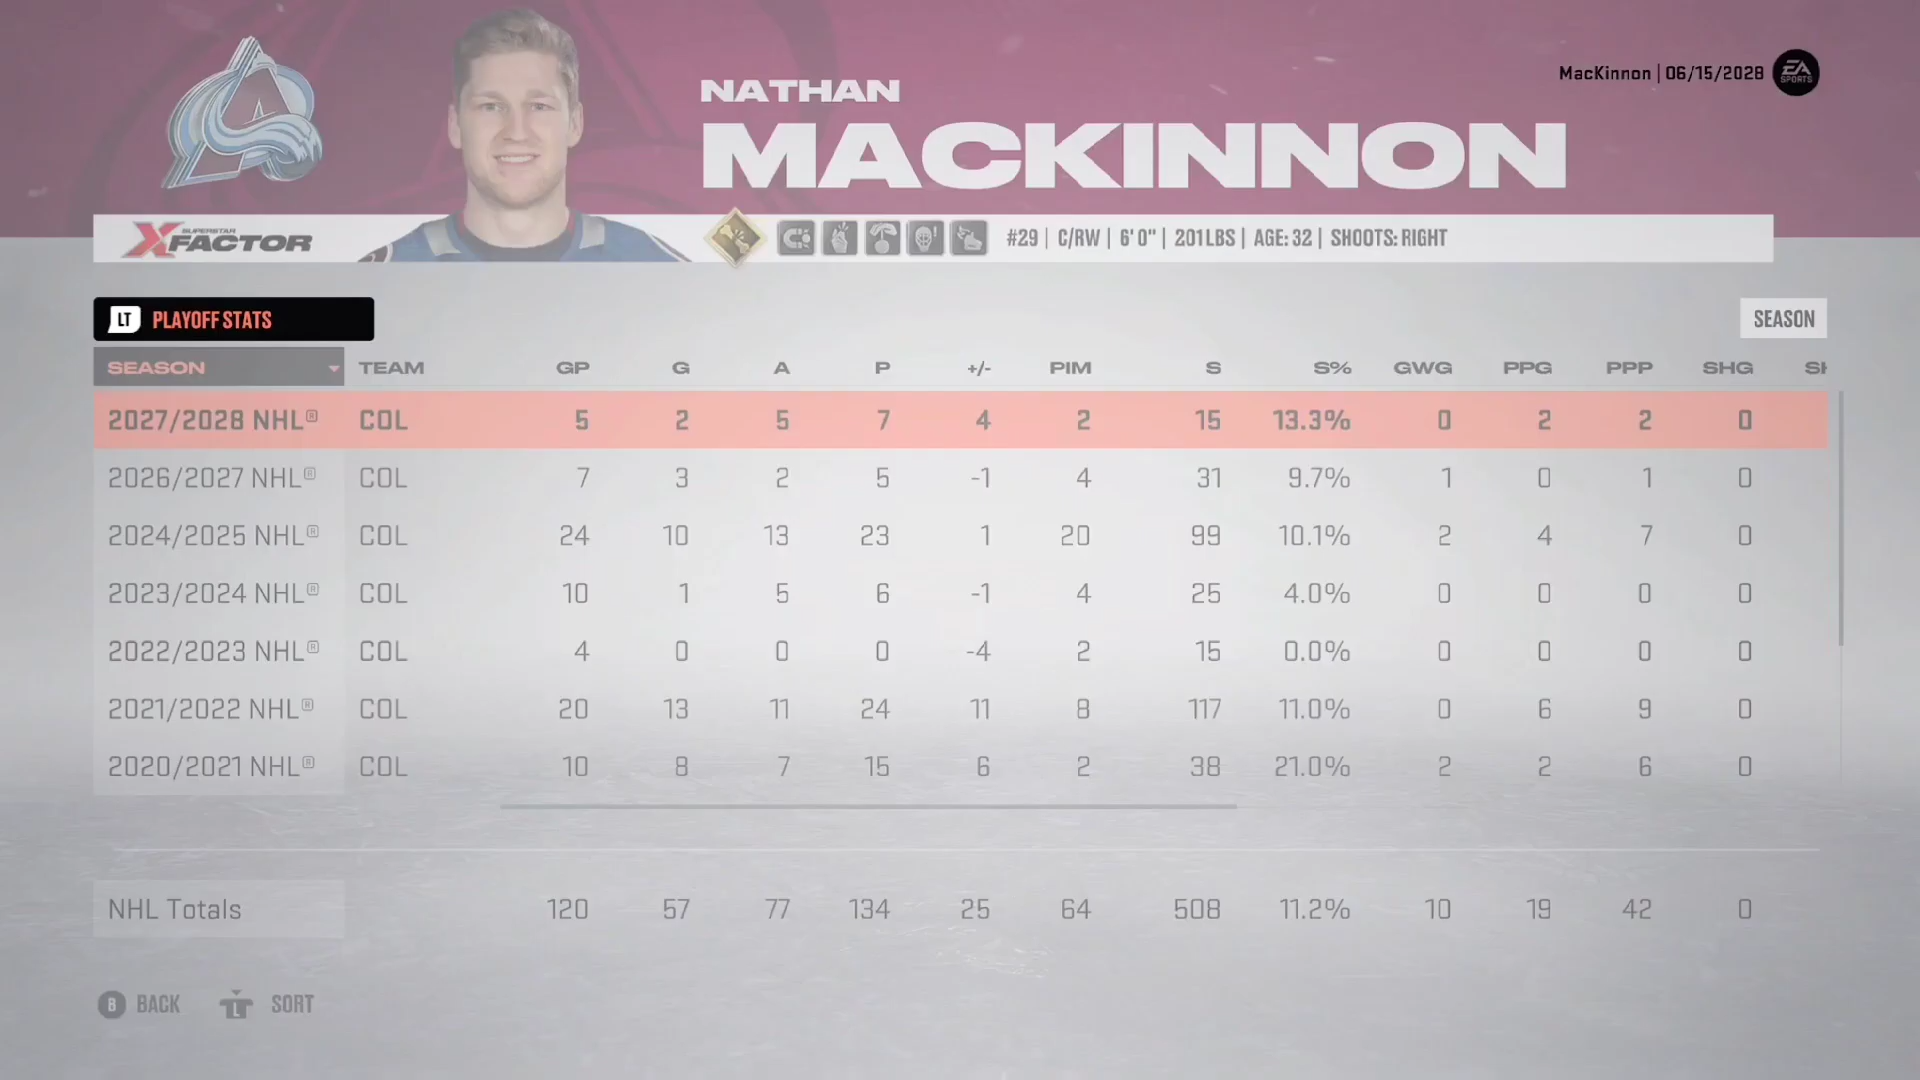 NATHAN
MACKINNON
MacKinnon | 06/15/2028
EA SPORTS
SUPERSTAR
XFACTOR
#29 | C/RW | 6' 0" | 201LBS | AGE: 32 | SHOOTS: RIGHT
LT PLAYOFF STATS
SEASON
SEASON TEAM GP G A P +/- PIM S S% GWG PPG PPP SHG
2027/2028 NHL® COL 5 2 5 7 4 2 15 13.3% 0 2 2 0
2026/2027 NHL® COL 7 3 2 5 -1 4 31 9.7% 1 0 1 0
2024/2025 NHL® COL 24 10 13 23 1 20 99 10.1% 2 4 7 0
2023/2024 NHL® COL 10 1 5 6 -1 4 25 4.0% 0 0 0 0
2022/2023 NHL® COL 4 0 0 0 -4 2 15 0.0% 0 0 0 0
2021/2022 NHL® COL 20 13 11 24 11 8 117 11.0% 0 6 9 0
2020/2021 NHL® COL 10 8 7 15 6 2 38 21.0% 2 2 6 0
NHL Totals 120 57 77 134 25 64 508 11.2% 10 19 42 0
B BACK L SORT